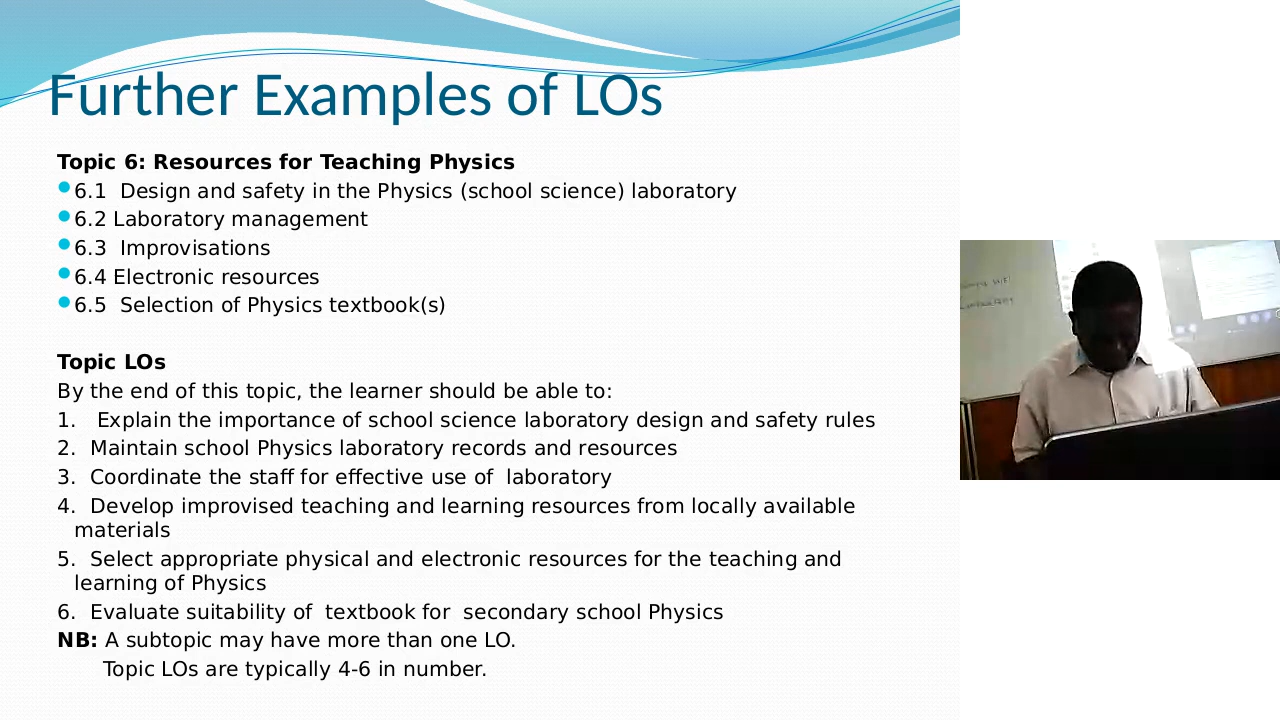 Further Examples of LOs
Topic 6: Resources for Teaching Physics
6.1 Design and safety in the Physics (school science) laboratory
6.2 Laboratory management
6.3 Improvisations
6.4 Electronic resources
6.5 Selection of Physics textbook(s)
Topic LOs
By the end of this topic, the learner should be able to:
1. Explain the importance of school science laboratory design and safety rules
2. Maintain school Physics laboratory records and resources
3. Coordinate the staff for effective use of laboratory
4. Develop improvised teaching and learning resources from locally available
materials
5. Select appropriate physical and electronic resources for the teaching and
learning of Physics
6. Evaluate suitability of textbook for secondary school Physics
NB: A subtopic may have more than one LO.
Topic LOs are typically 4-6 in number.